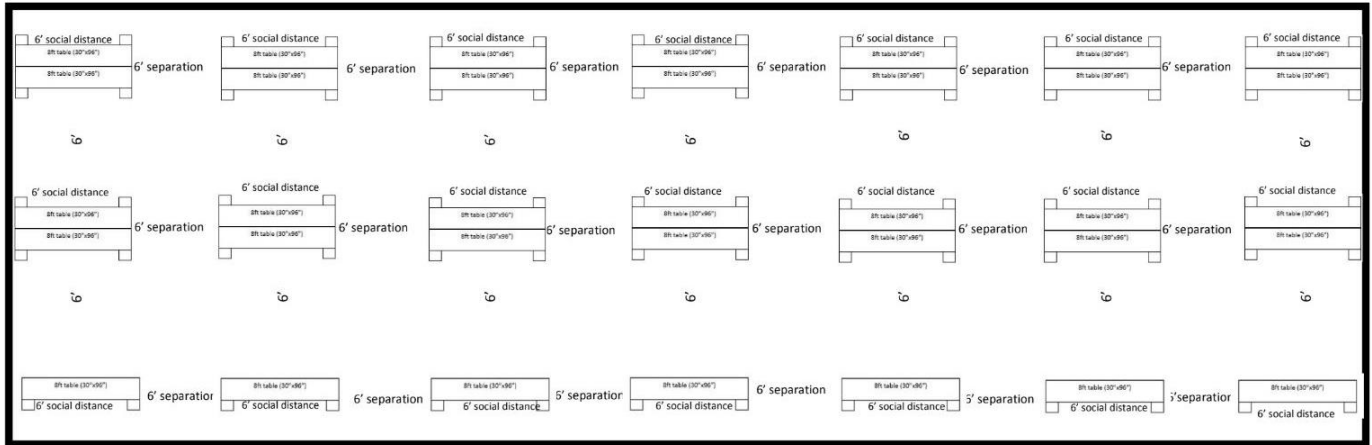 6' social distance 6' social distance 6' social distance 6' social distance 6' social distance 6' social distance 6' social distance
8ft table (30"x96") 8ft table (30"x96") 8ft table (30"x96") 8ft table (30"x96") 8ft table (30"x96") 8ft table (30"x96") 8ft table (30"x96")
6' separation 6' separation 6' separation 6' separation 6' separation 6' separation
8ft table (30"x96") 8ft table (30"x96") 8ft table (30"x96") 8ft table (30"x96") 8ft table (30"x96") 8ft table (30"x96") 8ft table (30"x96")
6' 6' 6' 6' 6' 6' 6'
6' social distance 6' social distance 6' social distance 6' social distance 6' social distance 6' social distance 6' social distance
8ft table (30"x96") 8ft table (30"x96") 8ft table (30"x96") 8ft table (30"x96") 8ft table (30"x96") 8ft table (30"x96") 8ft table (30"x96")
6' separation 6' separation 6' separation 6' separation 6' separation 6' separation
8ft table (30"x96") 8ft table (30"x96") 8ft table (30"x96") 8ft table (30"x96") 8ft table (30"x96") 8ft table (30"x96") 8ft table (30"x96")
6' 6' 6' 6' 6' 6' 6'
8ft table (30"x96") 8ft table (30"x96") 8ft table (30"x96") 8ft table (30"x96") 8ft table (30"x96") 8ft table (30"x96") 8ft table (30"x96")
6' separation 6' separation 6' separation 6' separation 6' separation 6'separation
6' social distance 6' social distance 6' social distance 6' social distance 6' social distance 6' social distance 6' social distance